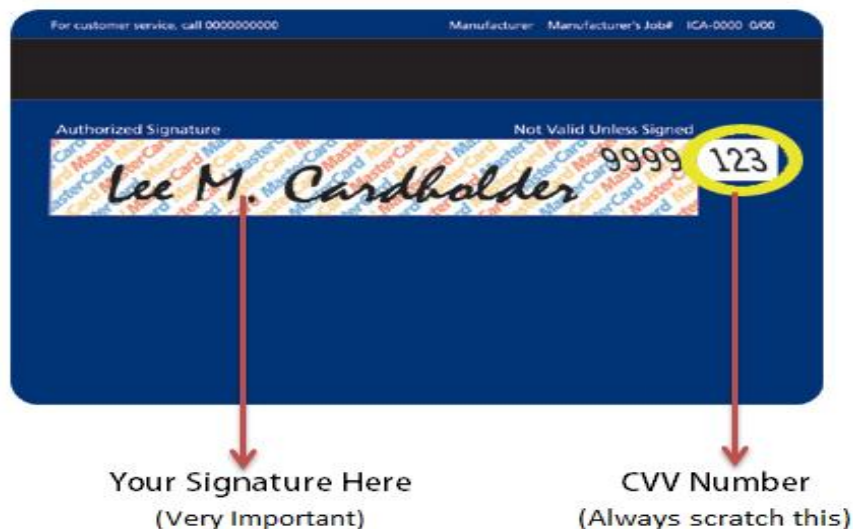 For customer service, call 0000000000 Manufacturer Manufacturer's Job# ICA-0000 0/00
Authorized Signature Not Valid Unless Signed
Lee M. Cardholder 9999 123
Your Signature Here CVV Number
(Very Important) (Always scratch this)